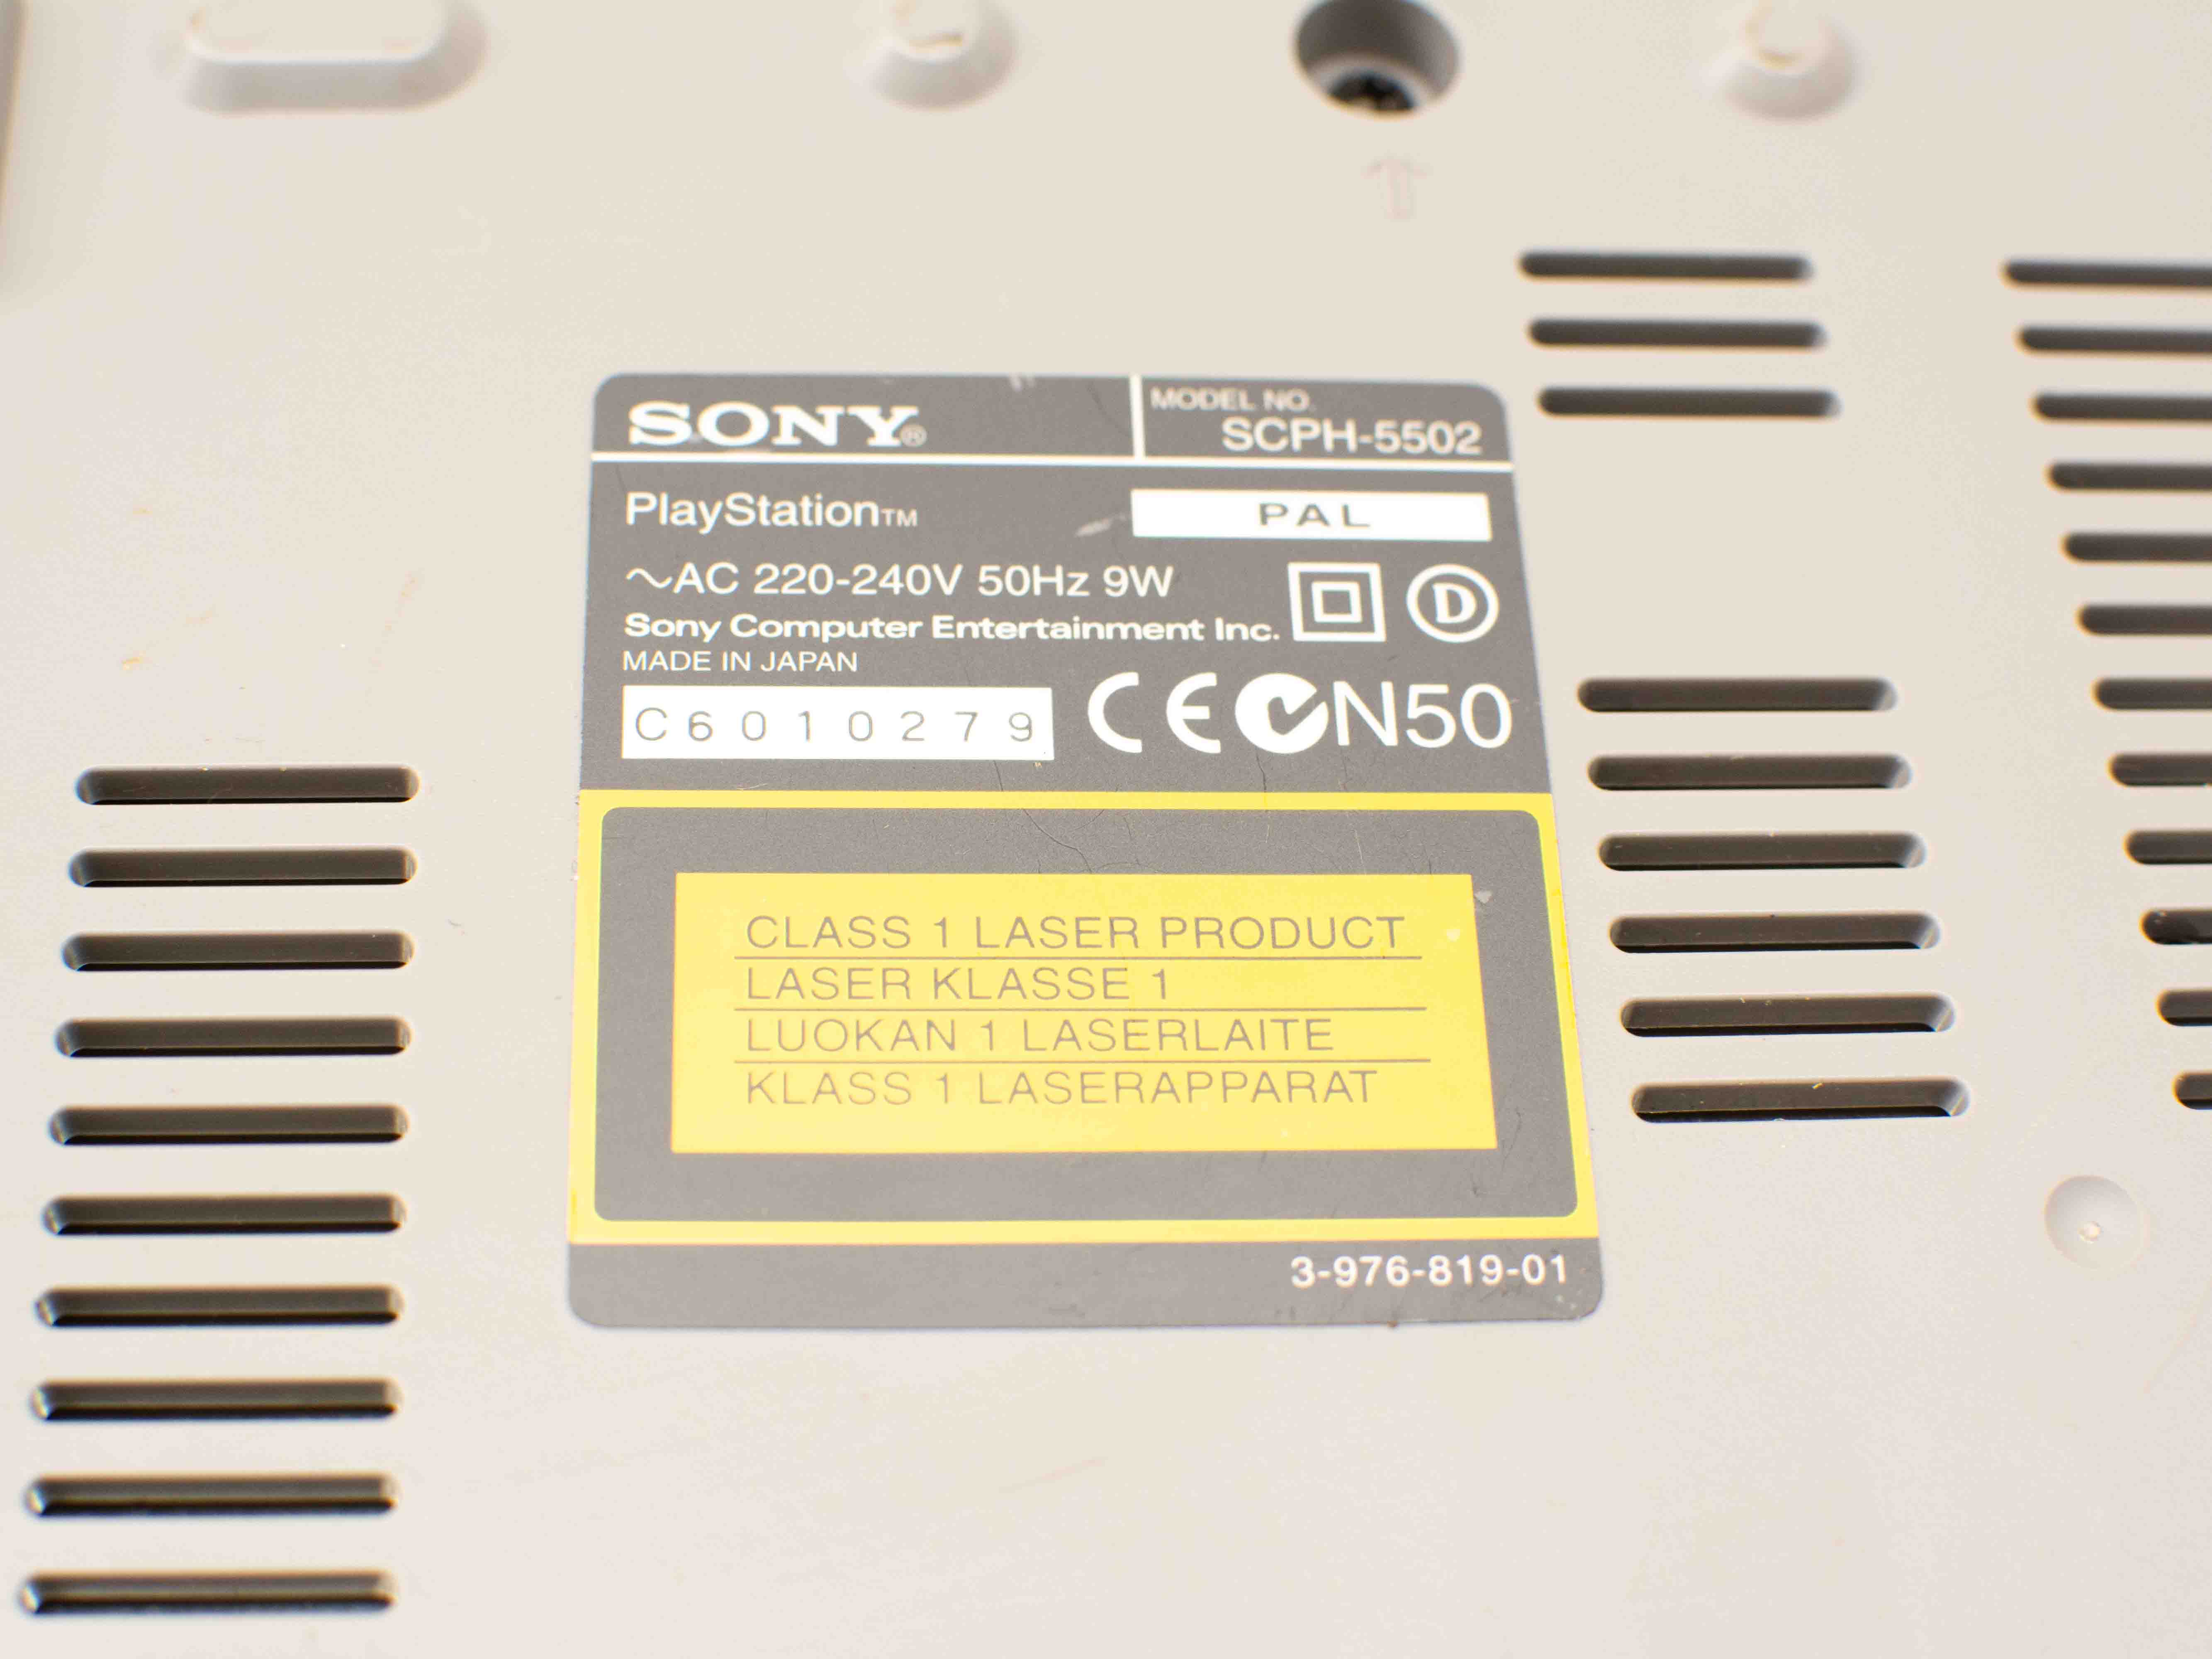 SONY®
MODEL NO.
SCPH-5502
PlayStation™
PAL
~AC 220-240V 50Hz 9W
D
Sony Computer Entertainment Inc.
MADE IN JAPAN
C6010279
CE N50
CLASS 1 LASER PRODUCT
LASER KLASSE 1
LUOKAN 1 LASERLAITE
KLASS 1 LASERAPPARAT
3-976-819-01